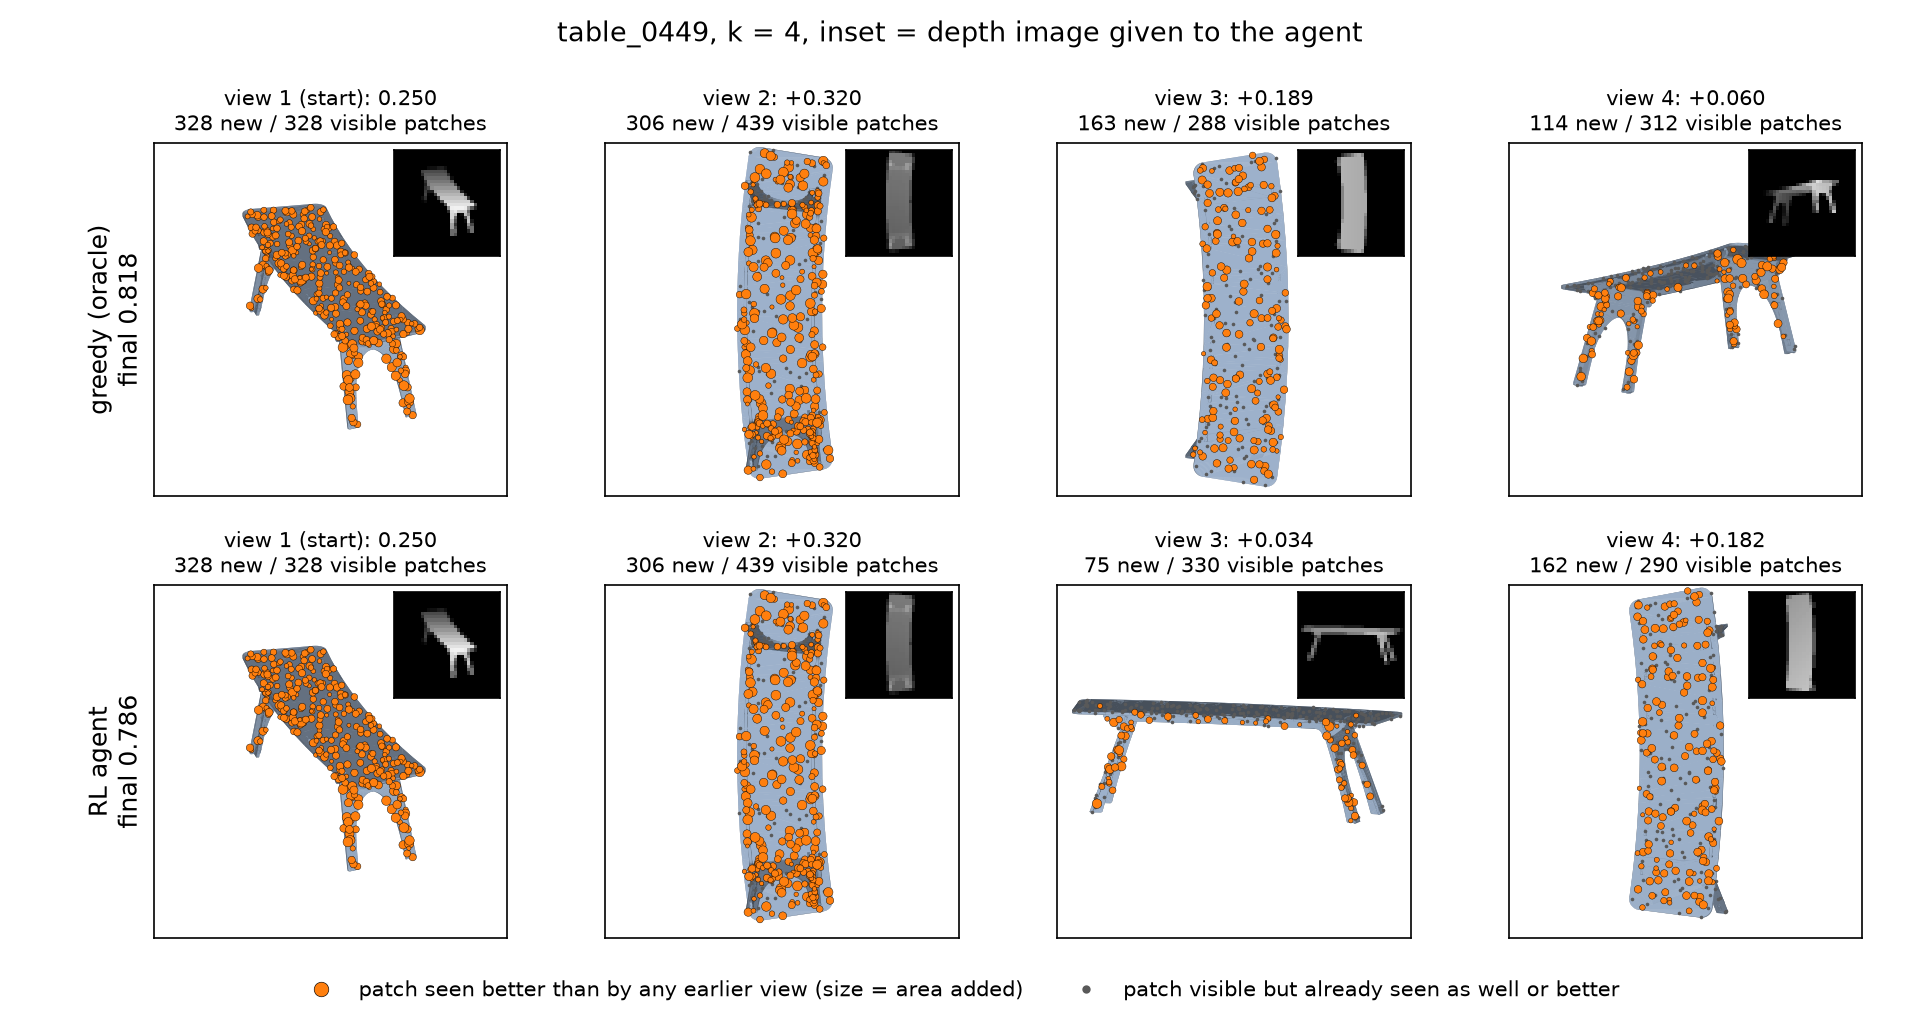 table_0449, k = 4, inset = depth image given to the agent
greedy (oracle)
final 0.818
view 1 (start): 0.250
328 new / 328 visible patches
view 2: +0.320
306 new / 439 visible patches
view 3: +0.189
163 new / 288 visible patches
view 4: +0.060
114 new / 312 visible patches
RL agent
final 0.786
view 1 (start): 0.250
328 new / 328 visible patches
view 2: +0.320
306 new / 439 visible patches
view 3: +0.034
75 new / 330 visible patches
view 4: +0.182
162 new / 290 visible patches
patch seen better than by any earlier view (size = area added)
patch visible but already seen as well or better